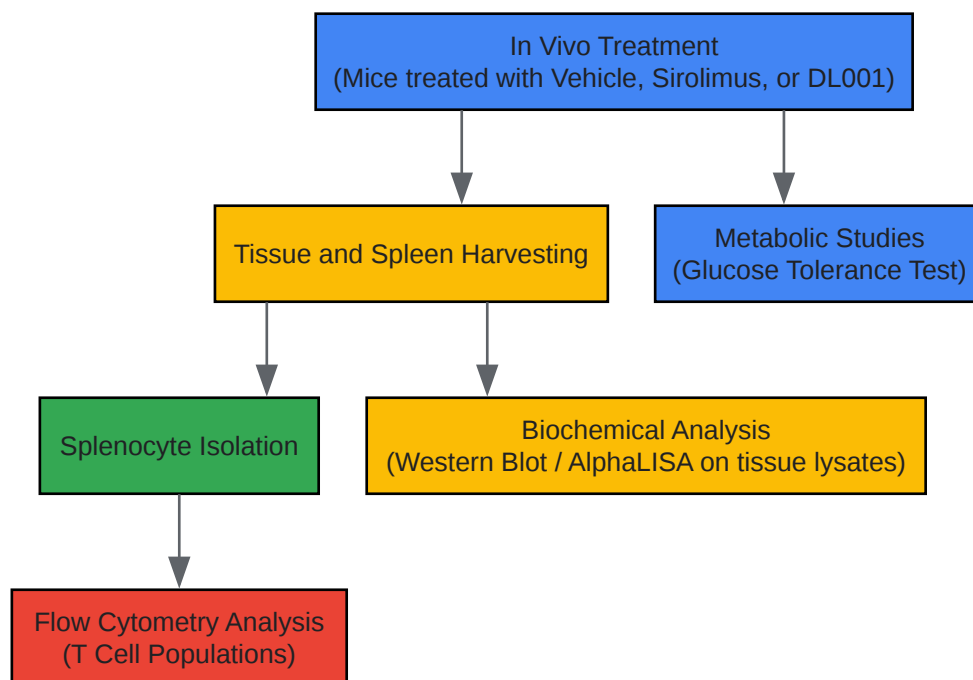 In Vivo Treatment
(Mice treated with Vehicle, Sirolimus, or DL001)
Tissue and Spleen Harvesting
Metabolic Studies
(Glucose Tolerance Test)
Splenocyte Isolation
Biochemical Analysis
(Western Blot / AlphaLISA on tissue lysates)
Flow Cytometry Analysis
(T Cell Populations)